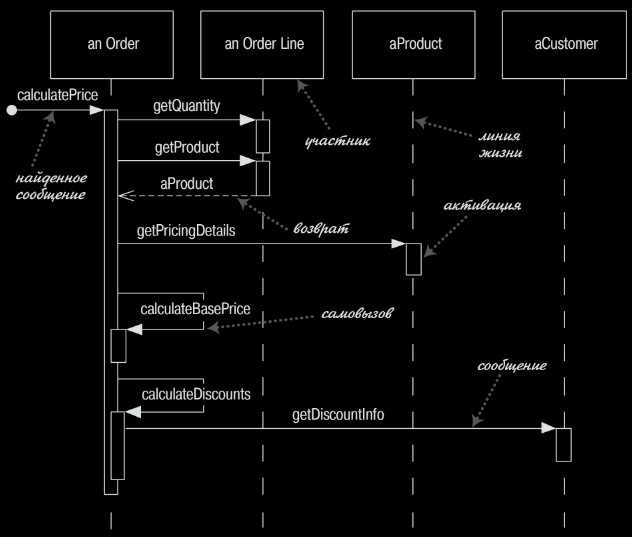 an Order
an Order Line
aProduct
aCustomer
calculatePrice
getQuantity
участник
линия
жизни
getProduct
найденное
сообщение
aProduct
возврат
активация
getPricingDetails
calculateBasePrice
самовызов
сообщение
calculateDiscounts
getDiscountInfo